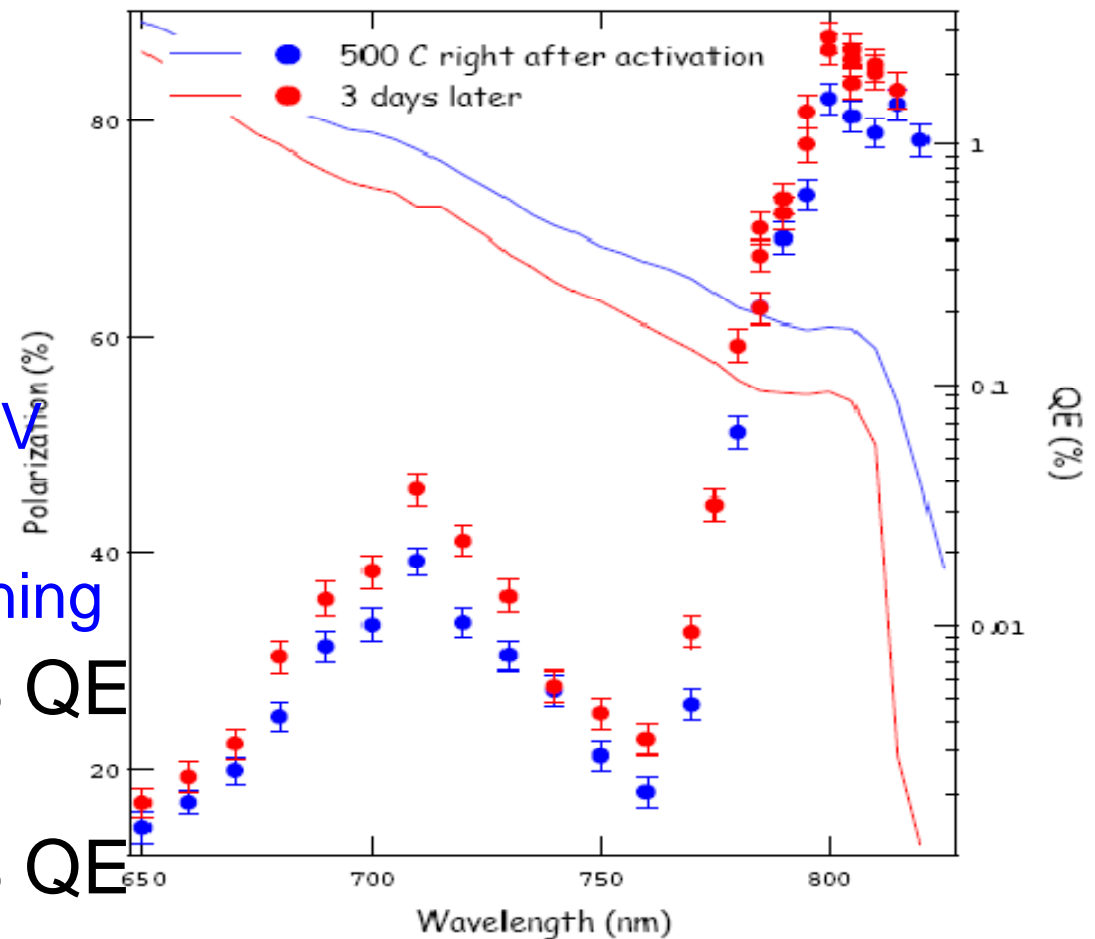 500 C right after activation
3 days later
80
60
40
20
Polarization (%)
1
0.1
0.01
QE (%)
650
700
750
800
Wavelength (nm)
V
ning
QE
QE